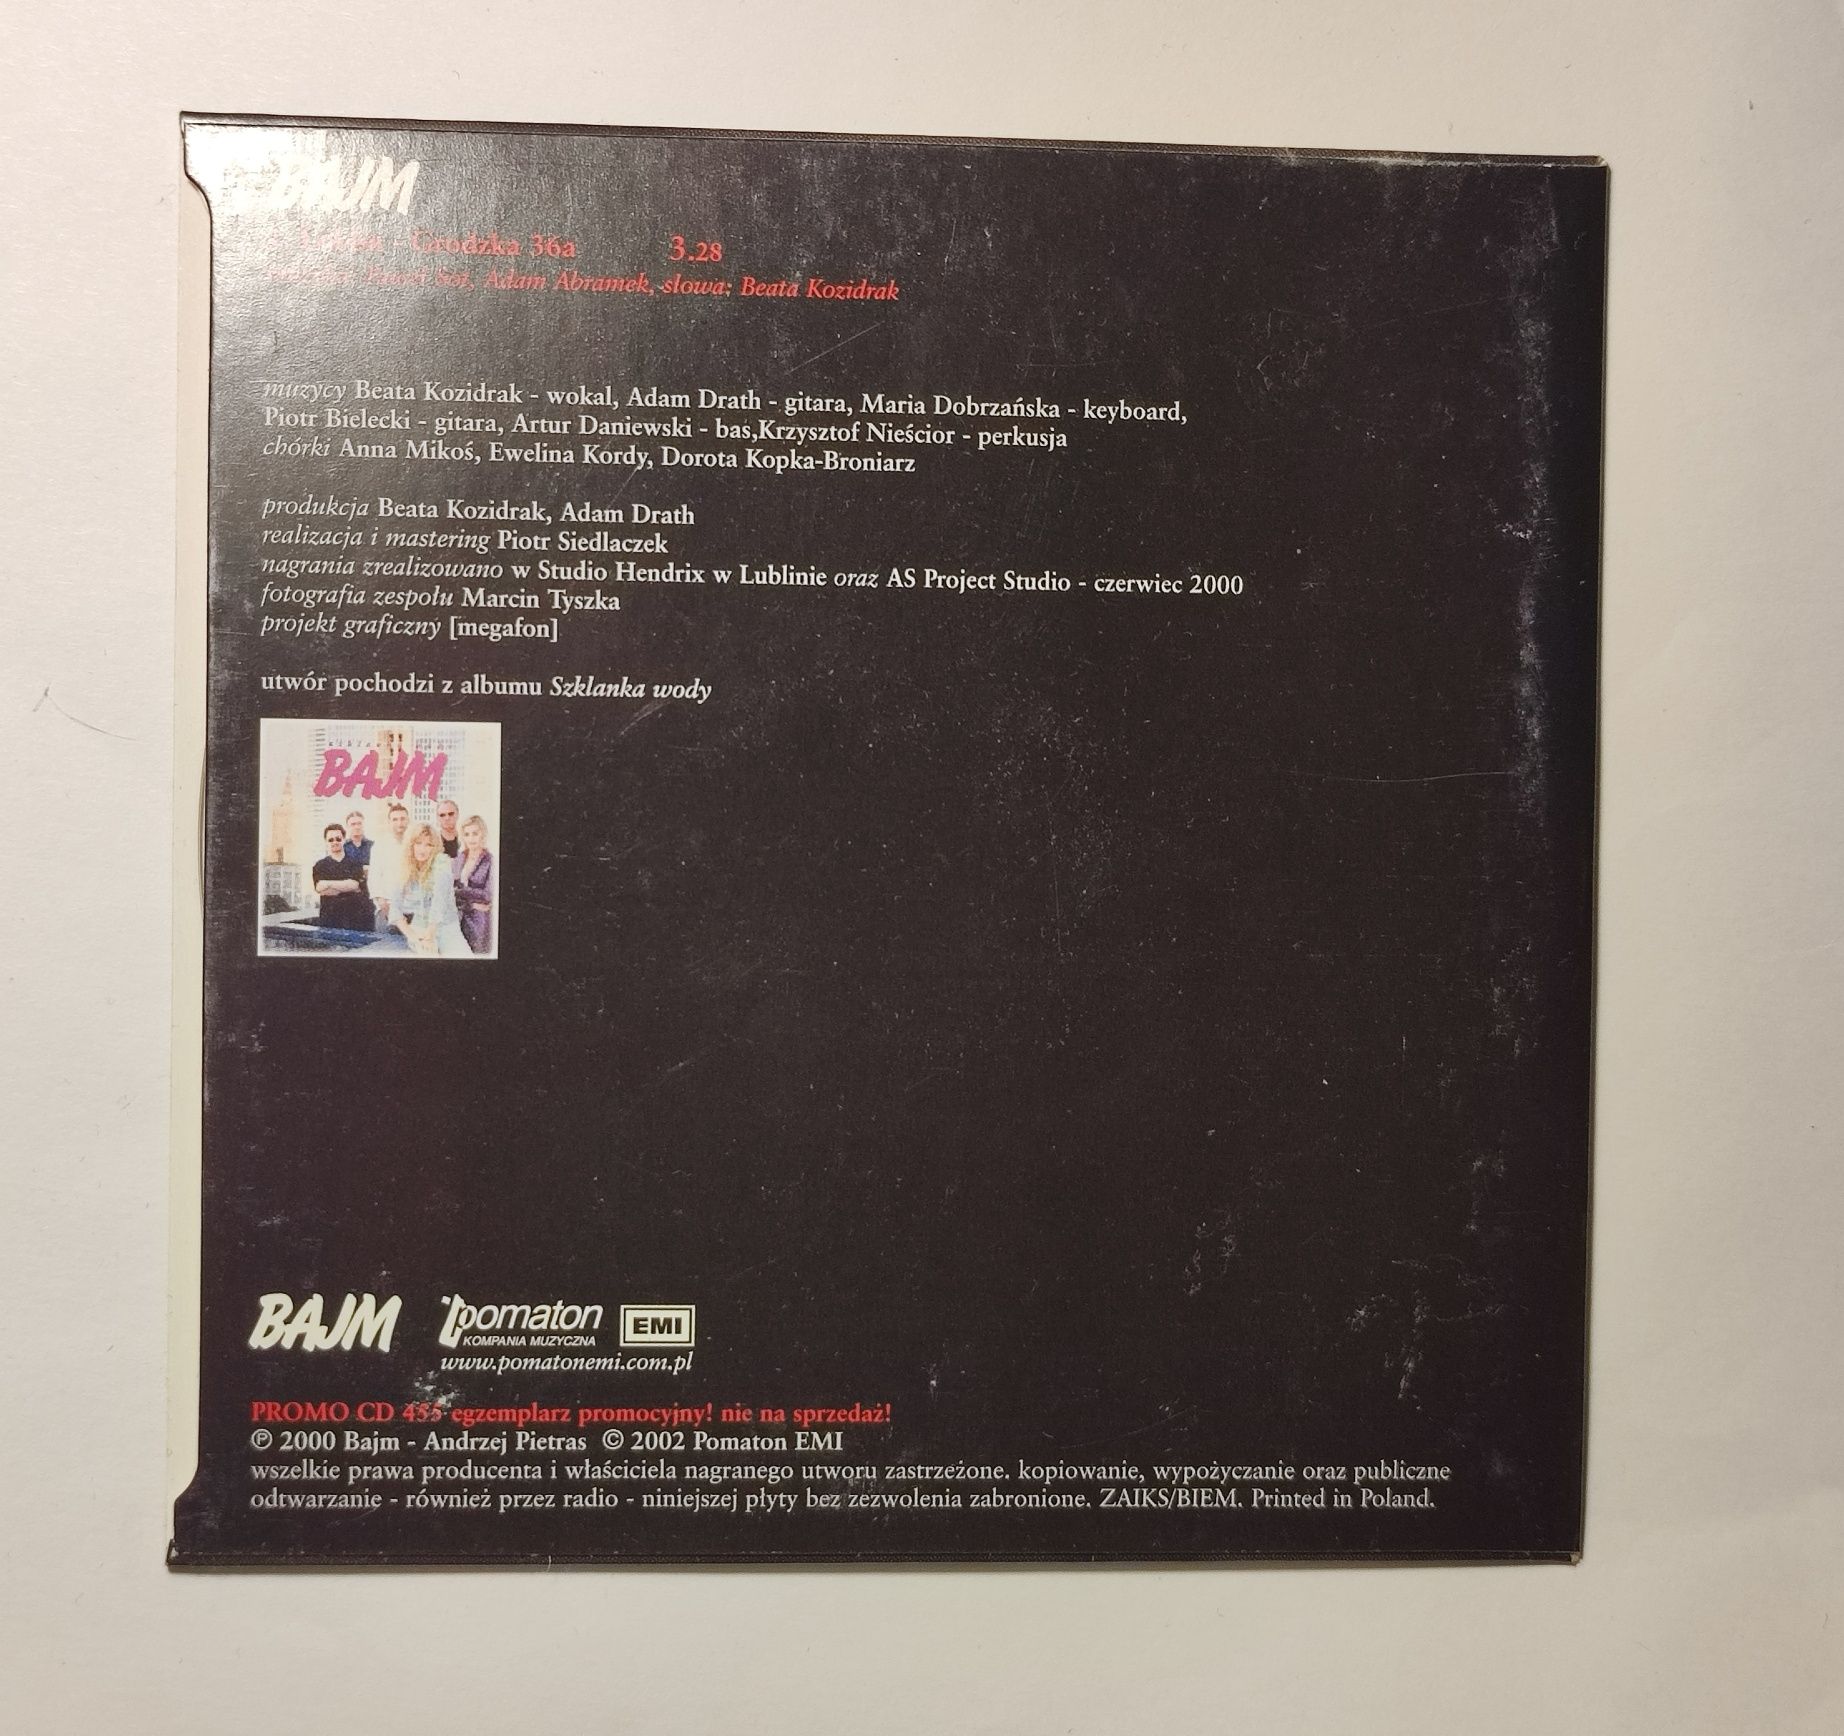 BAJM
Grodzka 36a 3.28
Paweł Sot, Adam Abramek, słowa: Beata Kozidrak
muzycy Beata Kozidrak - wokal, Adam Drath - gitara, Maria Dobrzańska - keyboard,
Piotr Bielecki - gitara, Artur Daniewski - bas,Krzysztof Nieścior - perkusja
chórki Anna Mikoś, Ewelina Kordy, Dorota Kopka-Broniarz
produkcja Beata Kozidrak, Adam Drath
realizacja i mastering Piotr Siedlaczek
nagrania zrealizowano w Studio Hendrix w Lublinie oraz AS Project Studio - czerwiec 2000
fotografia zespołu Marcin Tyszka
projekt graficzny [megafon]
utwór pochodzi z albumu Szklanka wody
BAJM
BAJM pomaton EMI
KOMPANIA MUZYCZNA
www.pomatonemi.com.pl
PROMO CD 455 egzemplarz promocyjny! nie na sprzedaż!
℗ 2000 Bajm - Andrzej Pietras © 2002 Pomaton EMI
wszelkie prawa producenta i właściciela nagranego utworu zastrzeżone. kopiowanie, wypożyczanie oraz publiczne
odtwarzanie - również przez radio - niniejszej płyty bez zezwolenia zabronione. ZAIKS/BIEM. Printed in Poland.